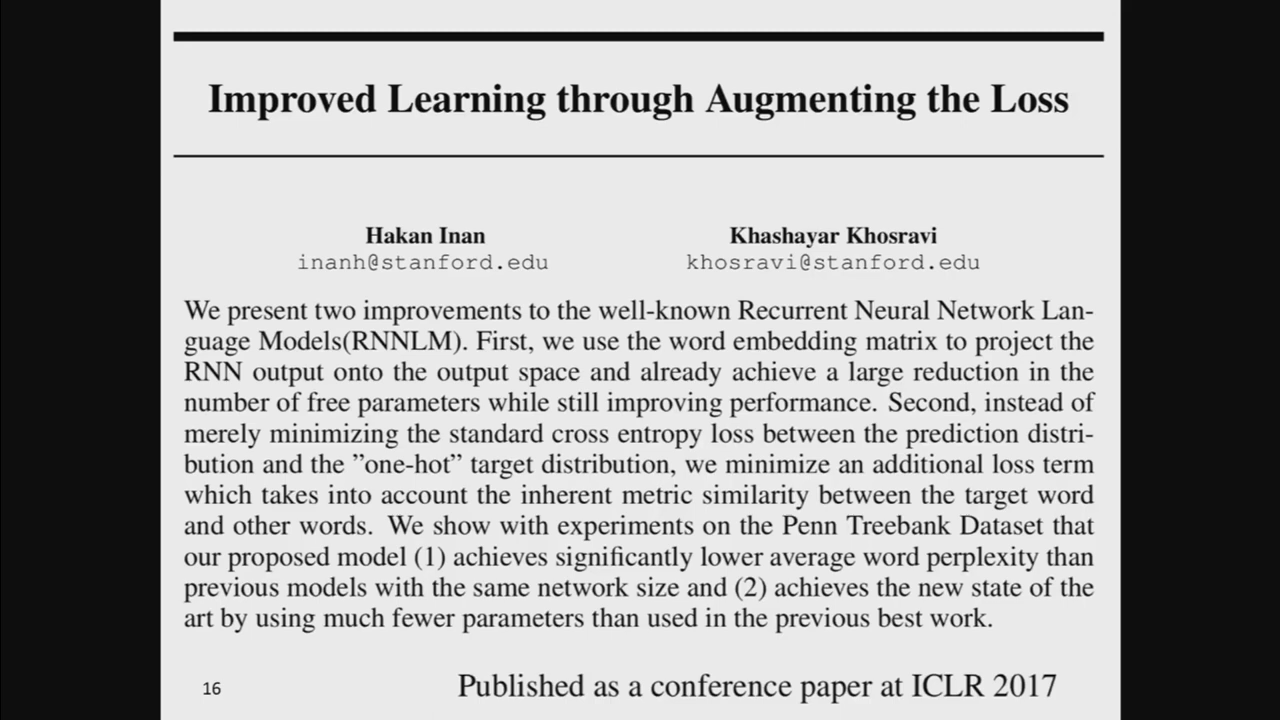 Improved Learning through Augmenting the Loss
Hakan Inan
inanh@stanford.edu
Khashayar Khosravi
khosravi@stanford.edu
We present two improvements to the well-known Recurrent Neural Network Lan-
guage Models(RNNLM). First, we use the word embedding matrix to project the
RNN output onto the output space and already achieve a large reduction in the
number of free parameters while still improving performance. Second, instead of
merely minimizing the standard cross entropy loss between the prediction distri-
bution and the ”one-hot” target distribution, we minimize an additional loss term
which takes into account the inherent metric similarity between the target word
and other words. We show with experiments on the Penn Treebank Dataset that
our proposed model (1) achieves significantly lower average word perplexity than
previous models with the same network size and (2) achieves the new state of the
art by using much fewer parameters than used in the previous best work.
16
Published as a conference paper at ICLR 2017